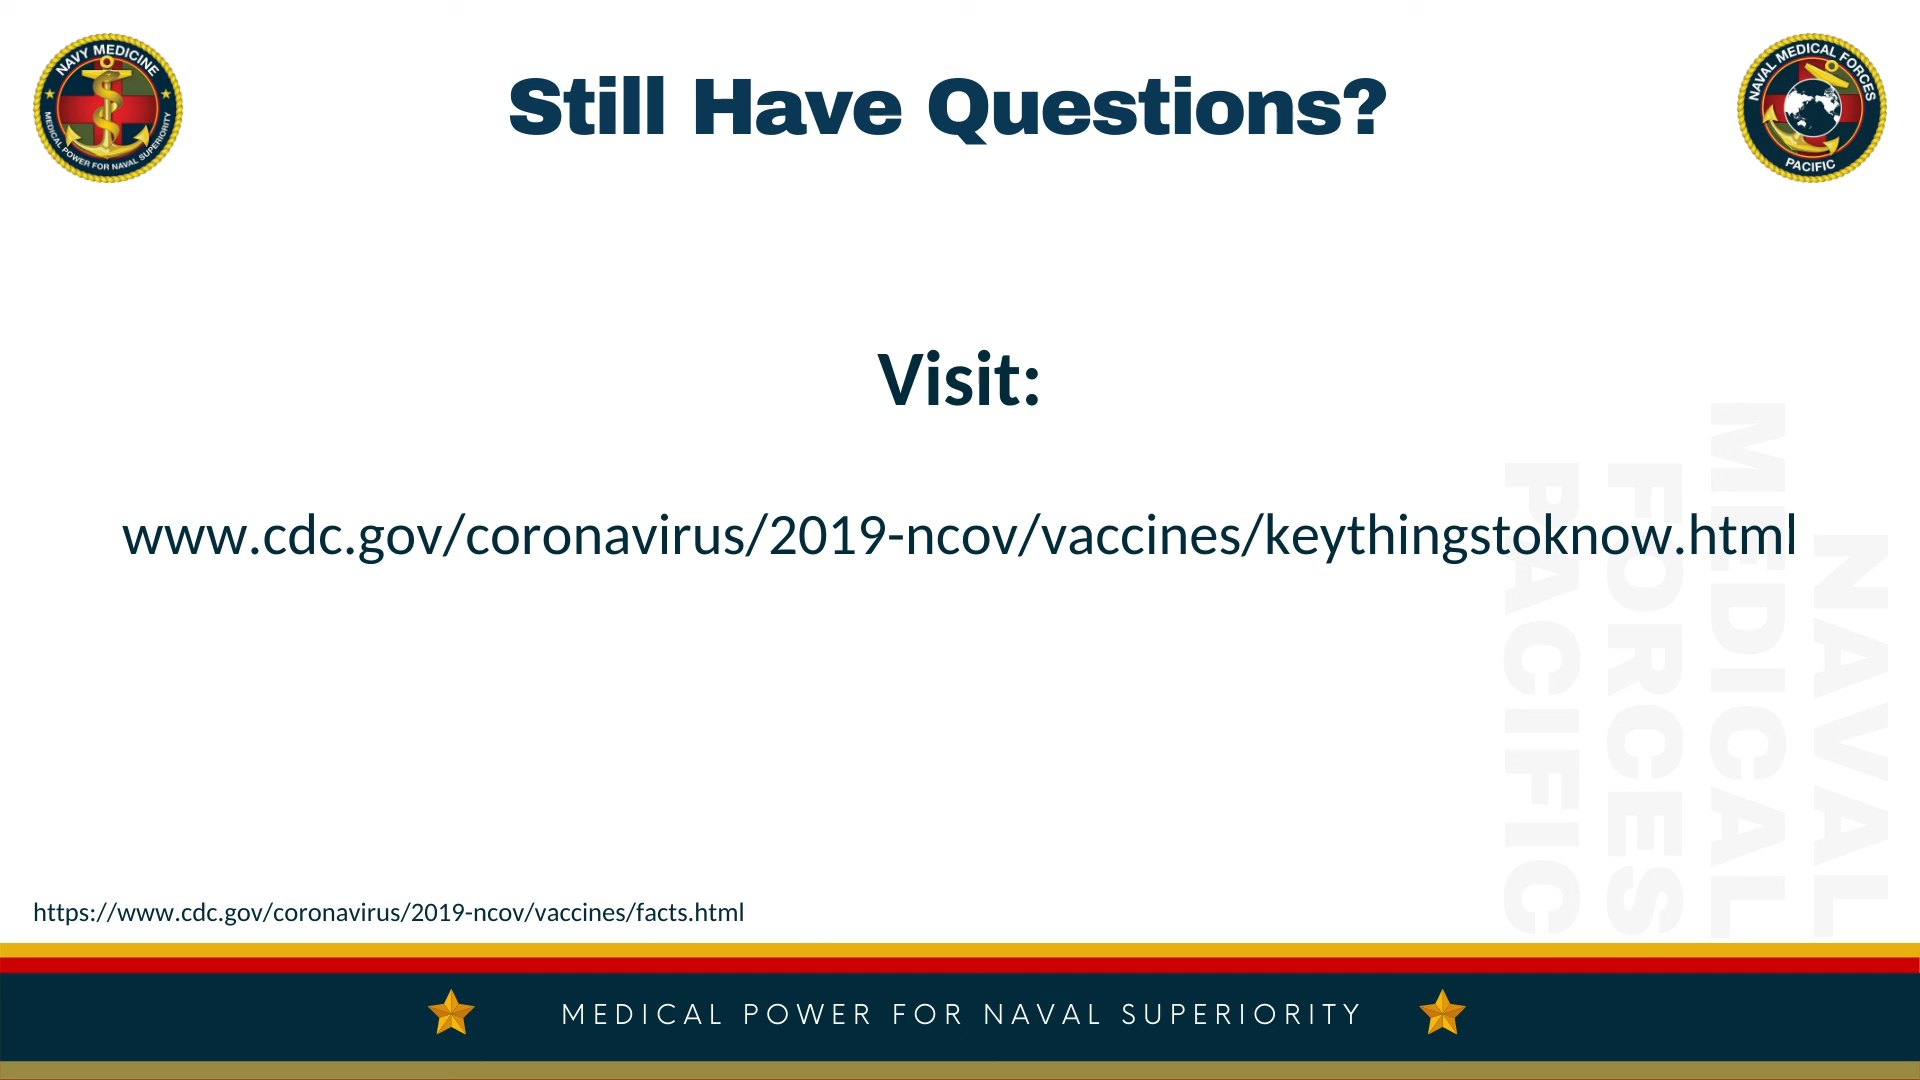 NAVY MEDICINE
MEDICAL POWER FOR NAVAL SUPERIORITY
Still Have Questions?
NAVAL MEDICAL FORCES
PACIFIC
Visit:
www.cdc.gov/coronavirus/2019-ncov/vaccines/keythingstoknow.html
NAVAL
MEDICAL
FORCES
PACIFIC
https://www.cdc.gov/coronavirus/2019-ncov/vaccines/facts.html
MEDICAL POWER FOR NAVAL SUPERIORITY